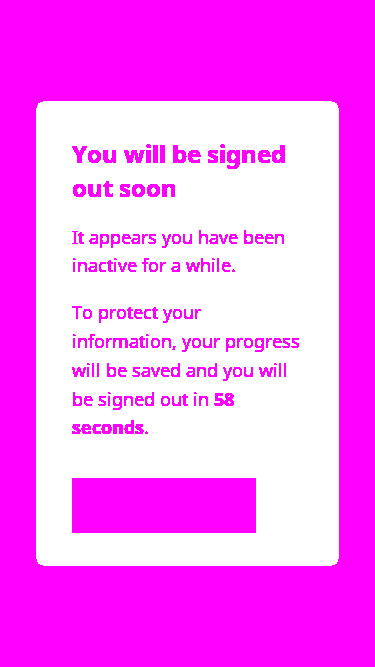 You will be signed
out soon
It appears you have been
inactive for a while.
To protect your
information, your progress
will be saved and you will
be signed out in 58
seconds.